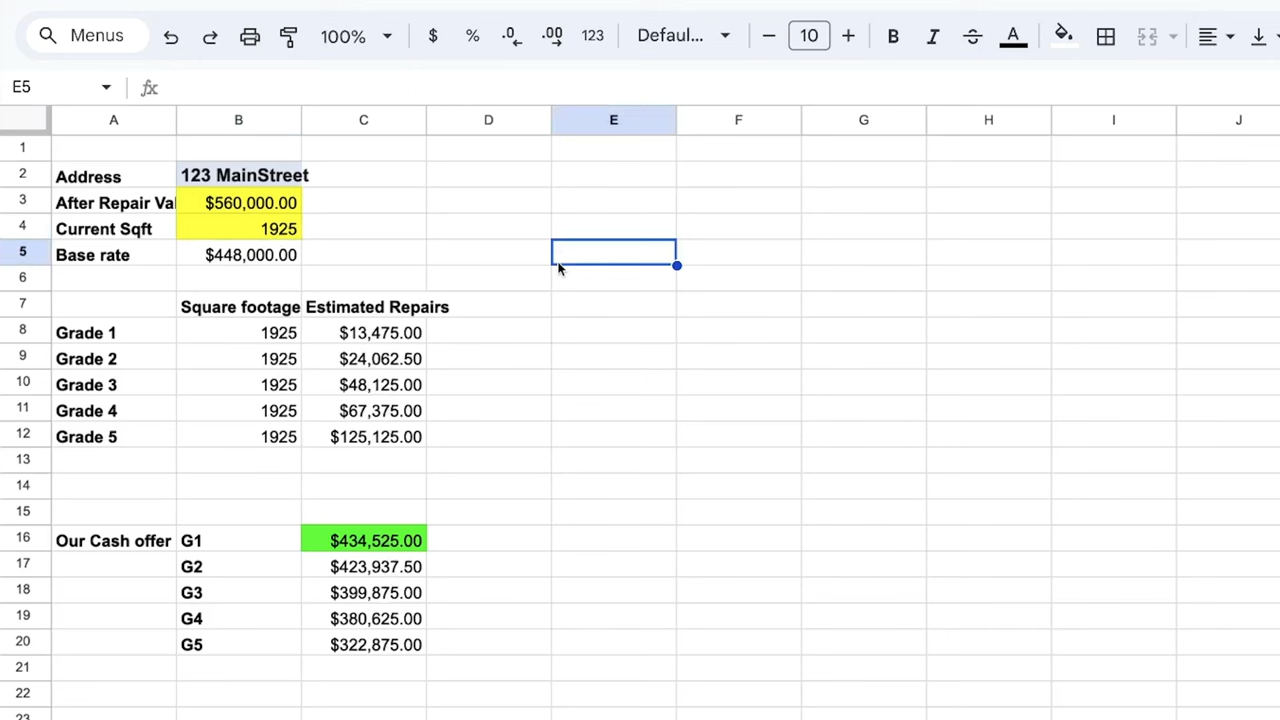 Menus 100% $ % .0 .00 123 Defaul... 10 B I S A
E5 fx
A B C D E F G H I J
1
2 Address 123 MainStreet
3 After Repair Val $560,000.00
4 Current Sqft 1925
5 Base rate $448,000.00
6
7 Square footage Estimated Repairs
8 Grade 1 1925 $13,475.00
9 Grade 2 1925 $24,062.50
10 Grade 3 1925 $48,125.00
11 Grade 4 1925 $67,375.00
12 Grade 5 1925 $125,125.00
13
14
15
16 Our Cash offer G1 $434,525.00
17 G2 $423,937.50
18 G3 $399,875.00
19 G4 $380,625.00
20 G5 $322,875.00
21
22
23